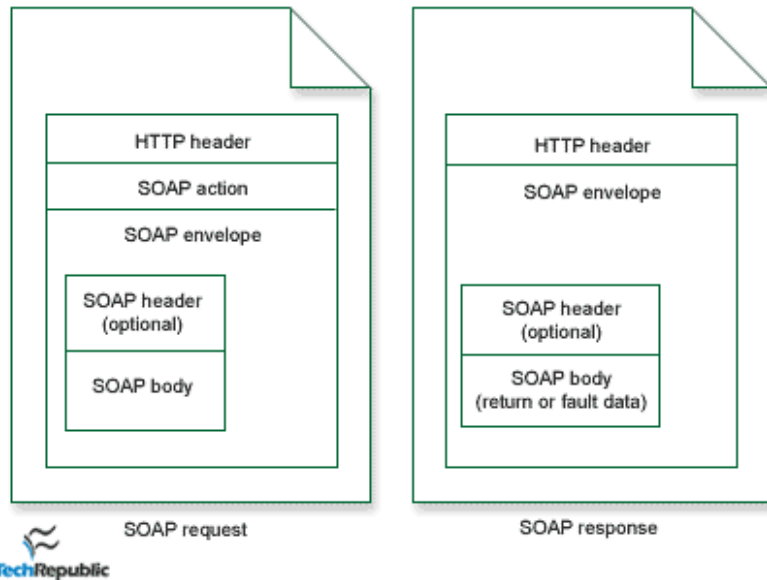 HTTP header
SOAP action
SOAP envelope
SOAP header
(optional)
SOAP body
SOAP request
HTTP header
SOAP envelope
SOAP header
(optional)
SOAP body
(return or fault data)
SOAP response
TechRepublic